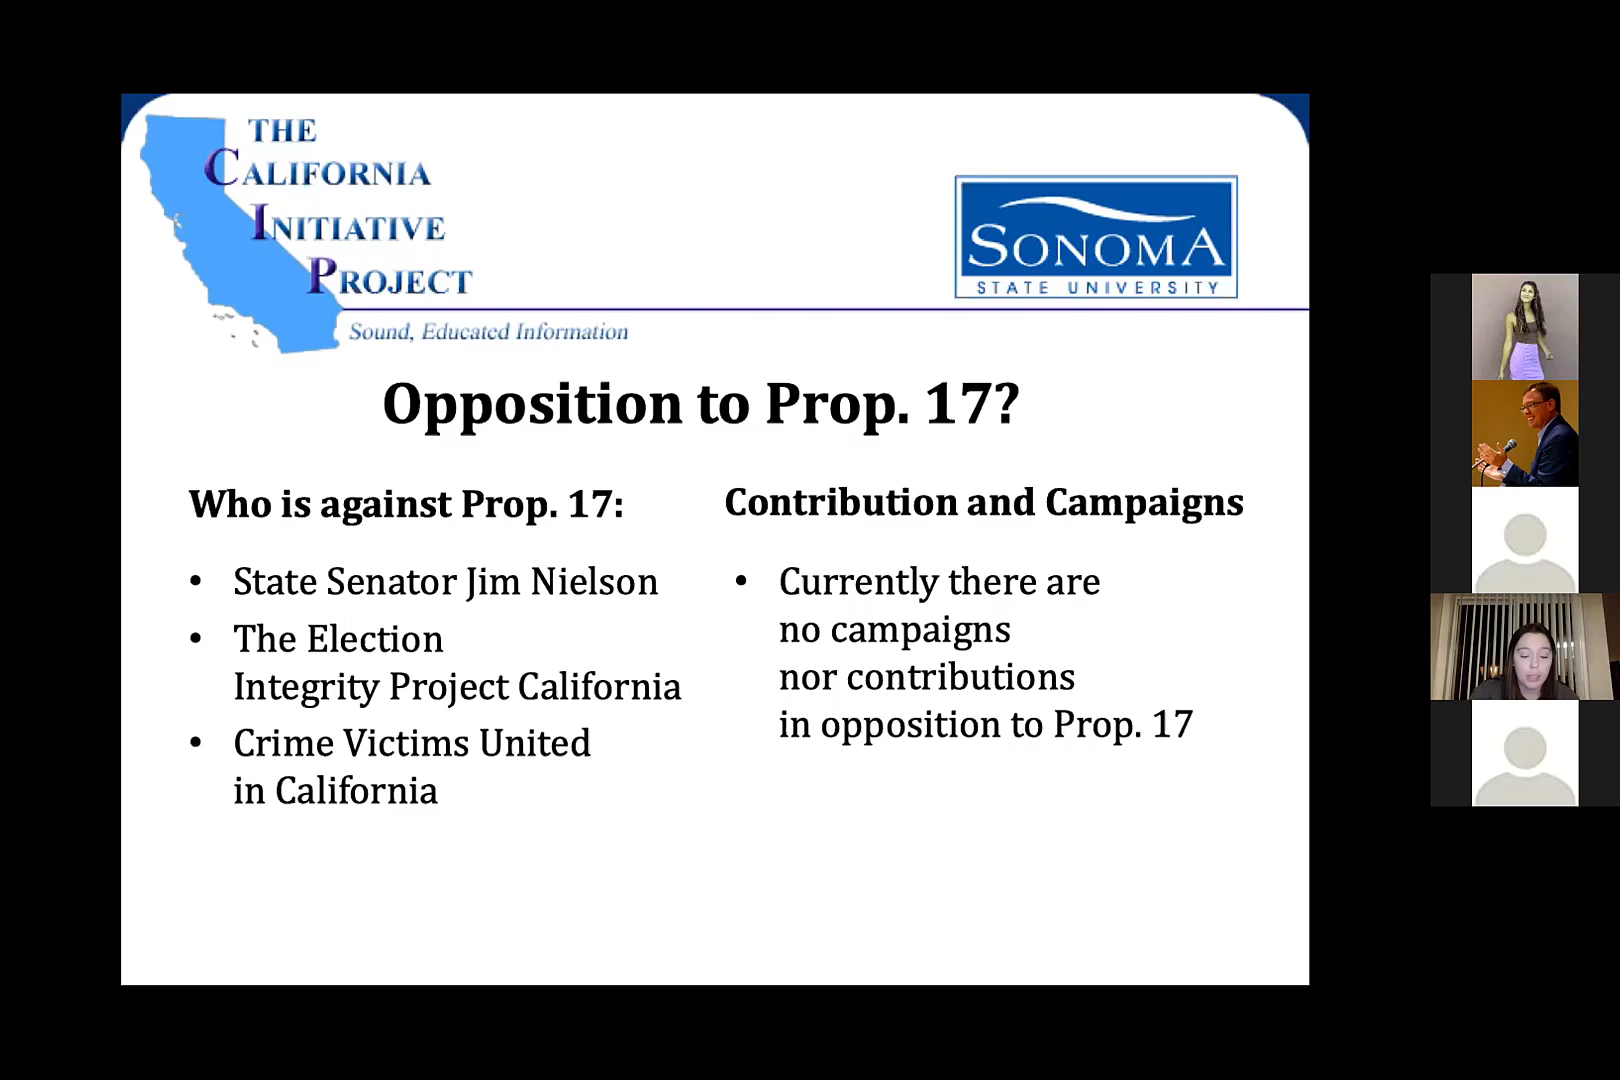 THE
CALIFORNIA
INITIATIVE
PROJECT
Sound, Educated Information
SONOMA
STATE UNIVERSITY
Opposition to Prop. 17?
Who is against Prop. 17:
• State Senator Jim Nielson
• The Election
Integrity Project California
• Crime Victims United
in California
Contribution and Campaigns
• Currently there are
no campaigns
nor contributions
in opposition to Prop. 17